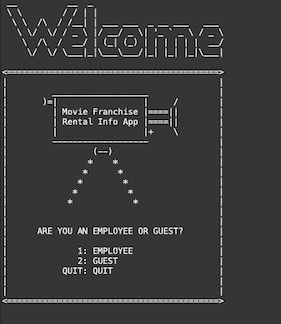 Welcome
Movie Franchise
Rental Info App
ARE YOU AN EMPLOYEE OR GUEST?
1: EMPLOYEE
2: GUEST
QUIT: QUIT